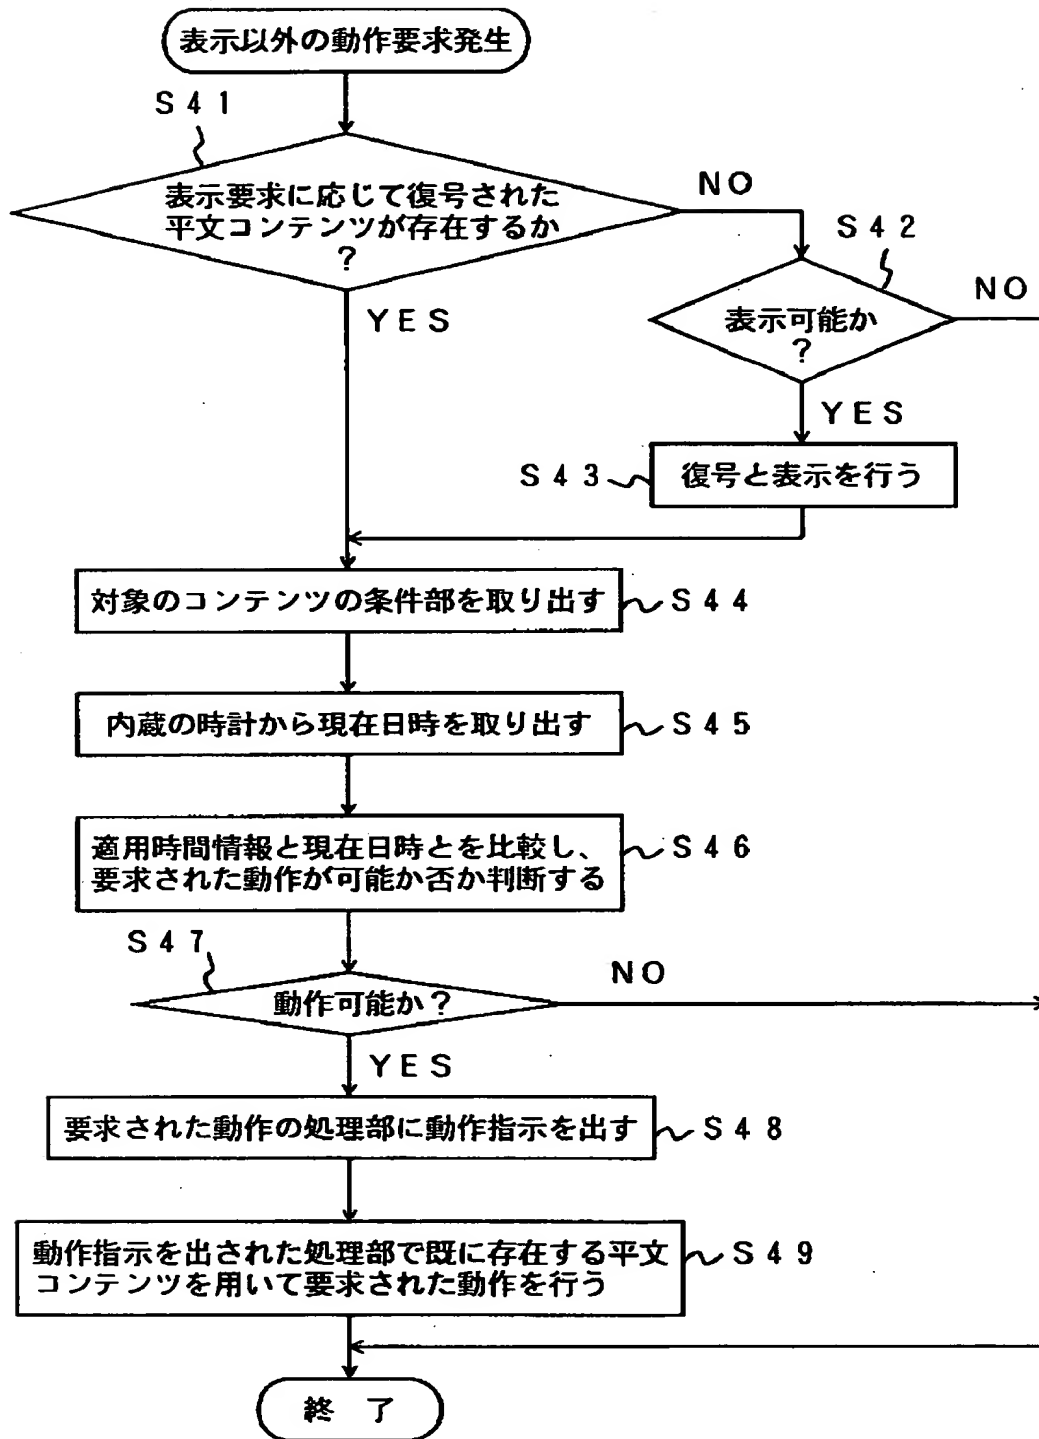 表示以外の動作要求発生
S41
表示要求に応じて復号された
平文コンテンツが存在するか
?
NO
YES
S42
表示可能か
?
NO
YES
S43
復号と表示を行う
対象のコンテンツの条件部を取り出す
S44
内蔵の時計から現在日時を取り出す
S45
適用時間情報と現在日時とを比較し、
要求された動作が可能か否か判断する
S46
S47
動作可能か?
NO
YES
要求された動作の処理部に動作指示を出す
S48
動作指示を出された処理部で既に存在する平文
コンテンツを用いて要求された動作を行う
S49
終 了